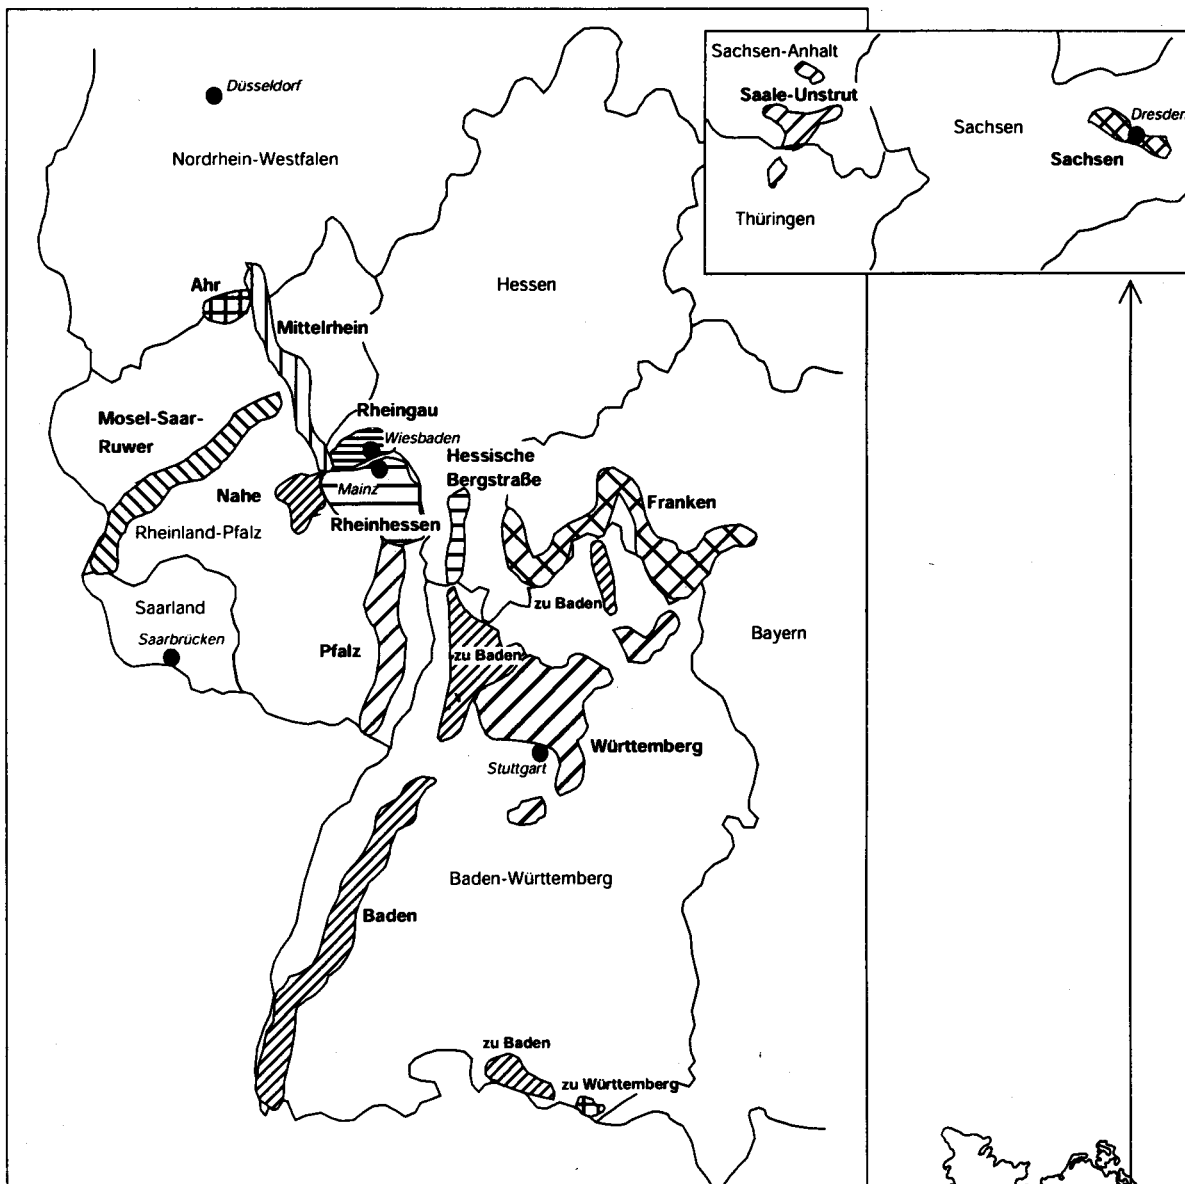 Düsseldorf
Nordrhein-Westfalen
Sachsen-Anhalt
Saale-Unstrut
Sachsen
Dresden
Sachsen
Thüringen
Ahr
Hessen
Mittelrhein
Mosel-Saar-
Ruwer
Rheingau
Wiesbaden
Hessische
Bergstraße
Nahe
Mainz
Franken
Rheinhessen
Rheinland-Pfalz
Saarland
Saarbrücken
zu Baden
Bayern
Pfalz
zu Baden
Württemberg
Stuttgart
Baden-Württemberg
Baden
zu Baden
zu Württemberg